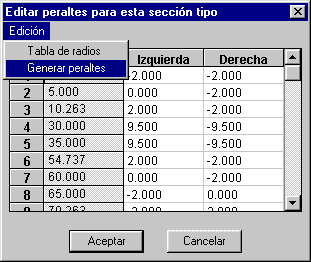 Editar peraltes para esta sección tipo
Edición
Tabla de radios
Generar peraltes
Izquierda Derecha
-2.000 -2.000
2 5.000 0.000 -2.000
3 10.263 2.000 -2.000
4 30.000 9.500 -9.500
5 35.000 9.500 -9.500
6 54.737 2.000 -2.000
7 60.000 0.000 -2.000
8 65.000 -2.000 0.000
9 70.263 -2.000 2.000
Aceptar Cancelar